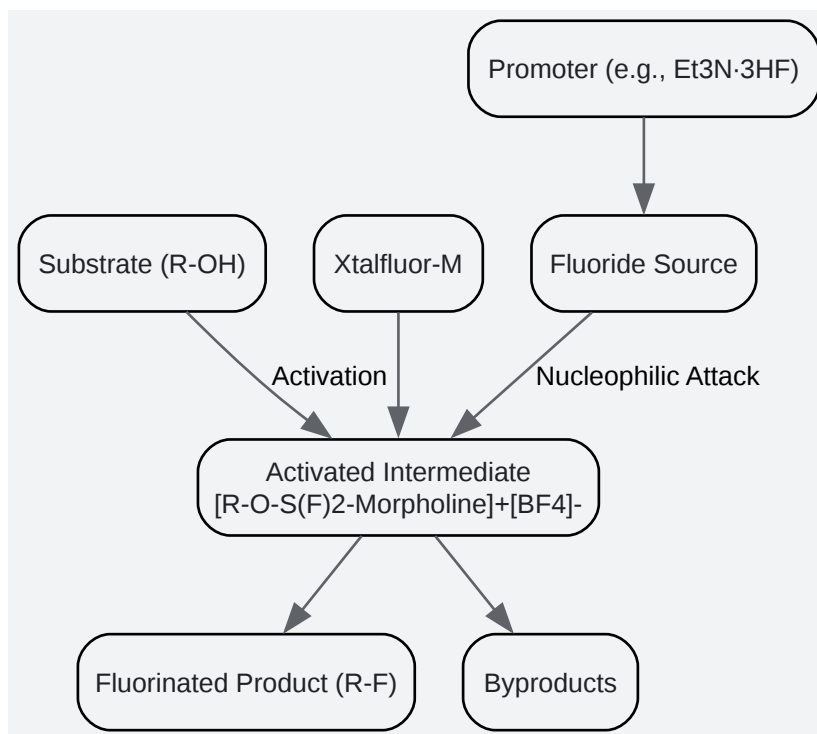 Promoter (e.g., Et3N·3HF)
Substrate (R-OH)
Xtalfluor-M
Fluoride Source
Activation
Nucleophilic Attack
Activated Intermediate
[R-O-S(F)2-Morpholine]+[BF4]-
Fluorinated Product (R-F)
Byproducts